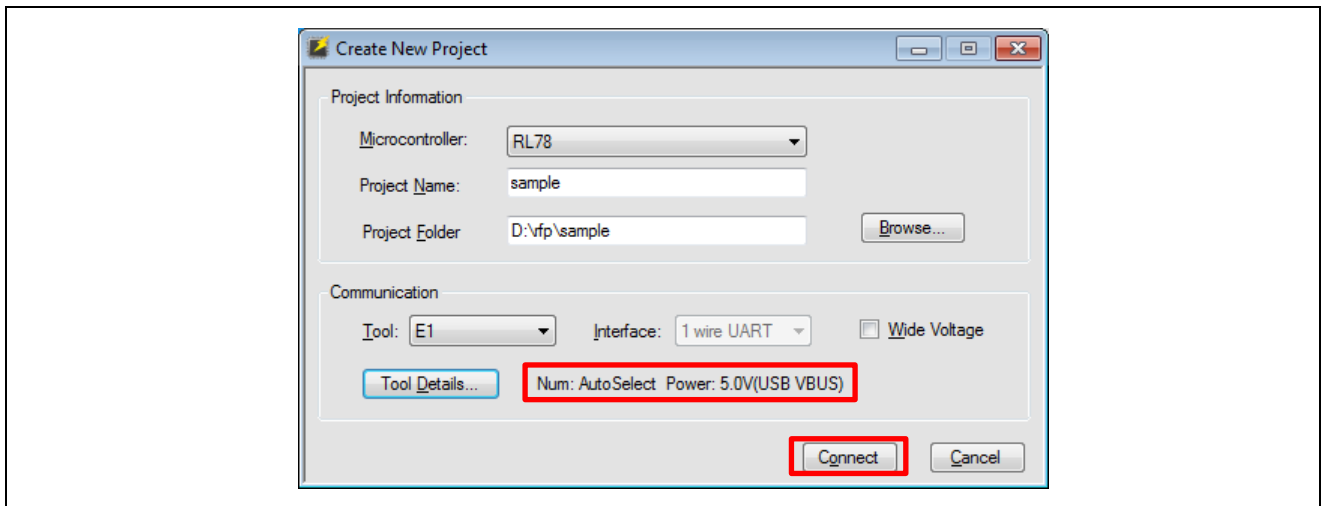 Create New Project
Project Information
Microcontroller: RL78
Project Name: sample
Project Folder D:\rfp\sample Browse...
Communication
Tool: E1 Interface: 1 wire UART Wide Voltage
Tool Details... Num: AutoSelect Power: 5.0V(USB VBUS)
Connect Cancel